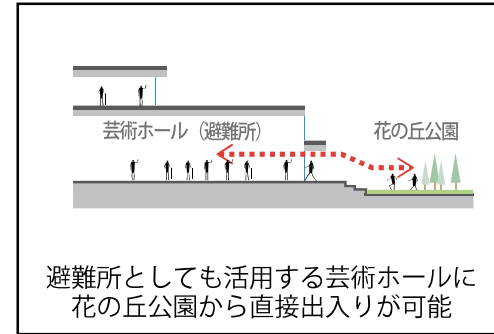 芸術ホール（避難所）
花の丘公園
避難所としても活用する芸術ホールに
花の丘公園から直接出入りが可能